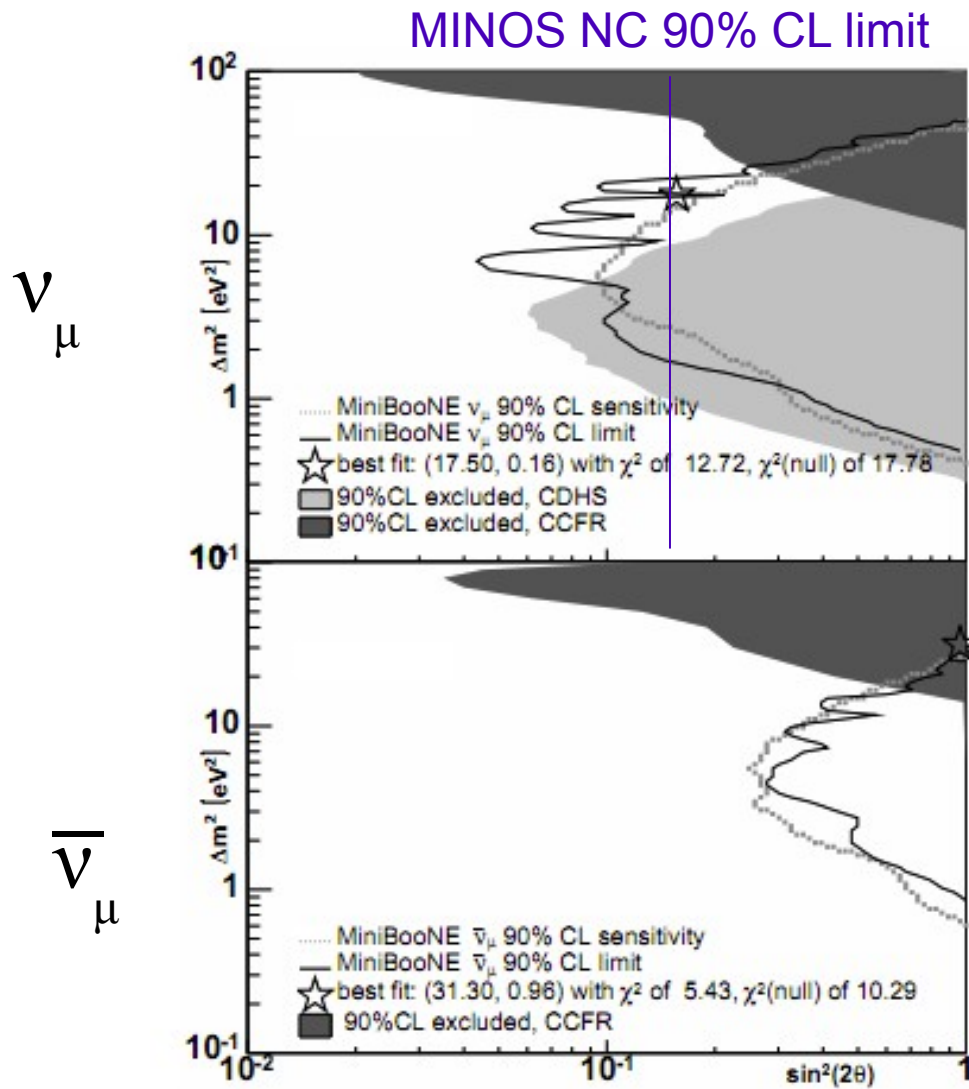 MINOS NC 90% CL limit
10²
10
1
10⁻¹
Δm² [eV²]
ν_μ
MiniBooNE ν_μ 90% CL sensitivity
MiniBooNE ν_μ 90% CL limit
best fit: (17.50, 0.16) with χ² of 12.72, χ²(null) of 17.78
90%CL excluded, CDHS
90%CL excluded, CCFR
10
1
10⁻¹
Δm² [eV²]
ν̅_μ
MiniBooNE ν̅_μ 90% CL sensitivity
MiniBooNE ν̅_μ 90% CL limit
best fit: (31.30, 0.96) with χ² of 5.43, χ²(null) of 10.29
90%CL excluded, CCFR
10⁻² 10⁻¹ sin²(2θ) 1